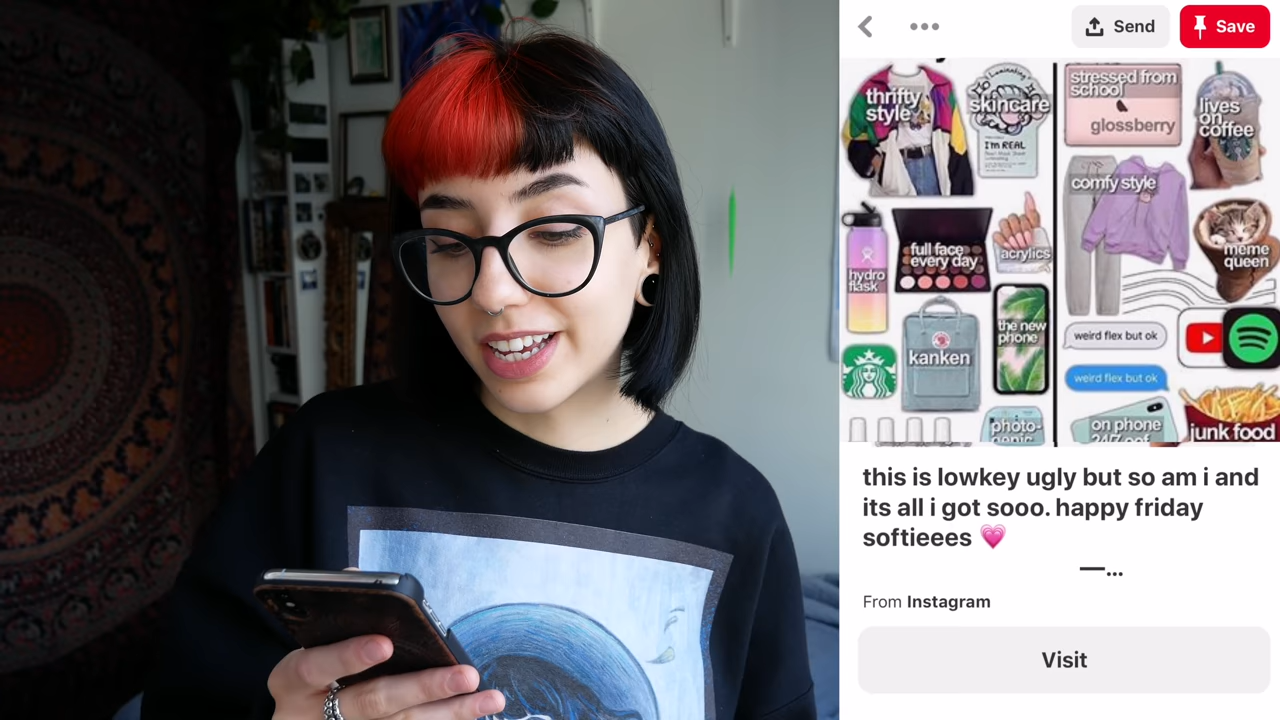 Send
Save
thrifty
style
skincare
I'M REAL
stressed from
school
glossberry
lives
on
coffee
comfy style
full face
every day
acrylics
meme
queen
hydro
flask
the new
phone
kanken
weird flex but ok
weird flex but ok
photo-
on phone
junk food
this is lowkey ugly but so am i and
its all i got sooo. happy friday
softieees 💗
—...
From Instagram
Visit